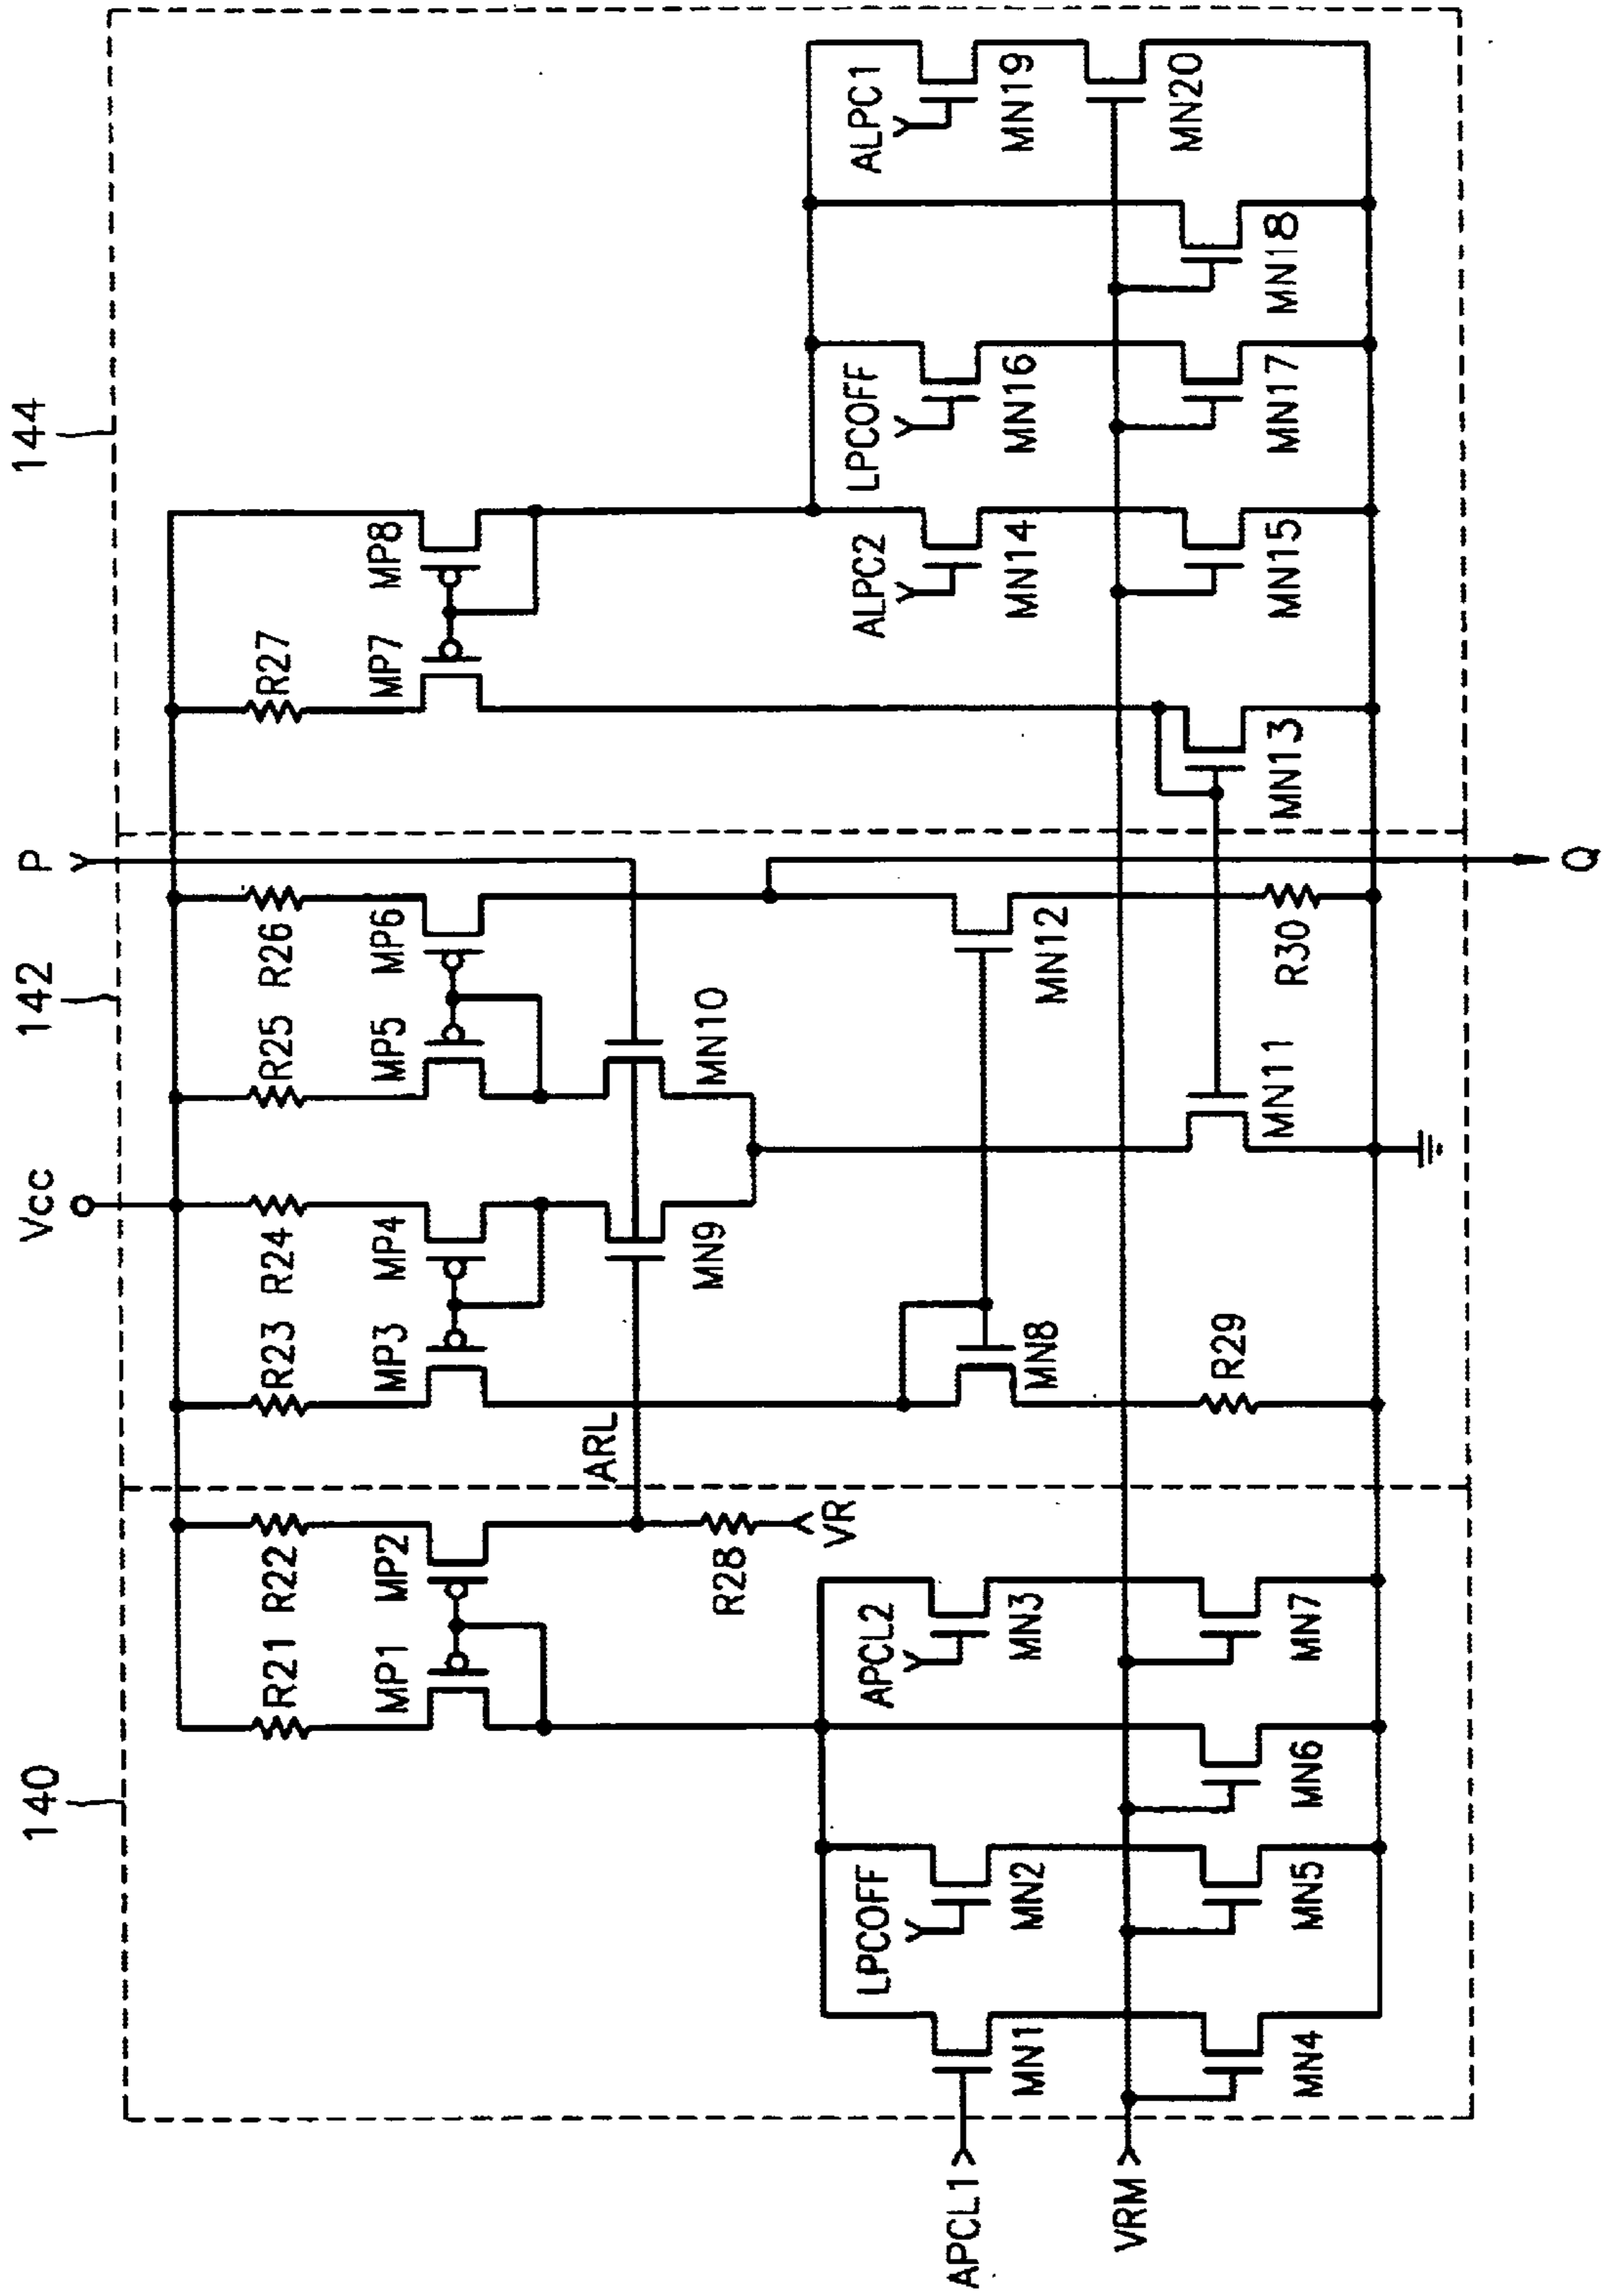 140
142
144
Vcc
P
R21
R22
R23
R24
R25
R26
R27
MP1
MP2
MP3
MP4
MP5
MP6
MP7
MP8
ARL
MN9
MN10
R28
VR
APCL1
LPCOFF
APCL2
ALPC2
LPCOFF
ALPC1
MN1
MN2
MN3
MN8
MN12
MN14
MN16
MN19
VRM
R29
R30
MN20
MN4
MN5
MN6
MN7
MN11
MN13
MN15
MN17
MN18
Q